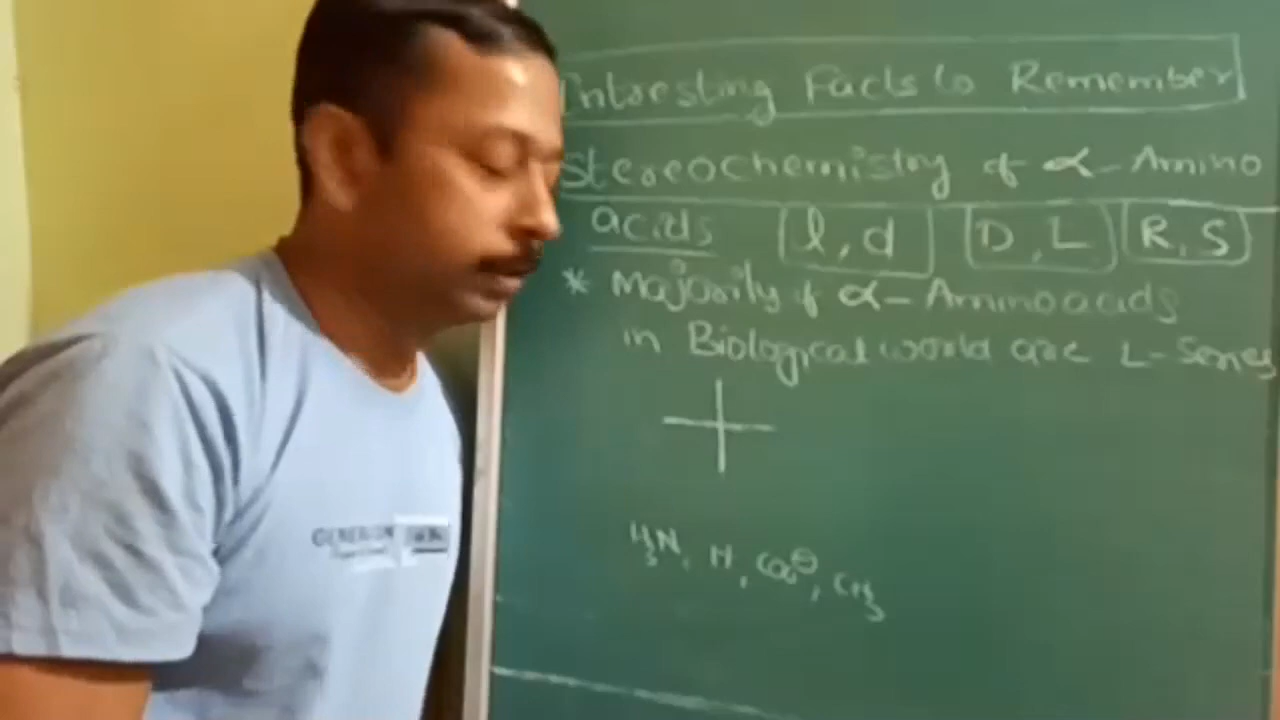 Interesting Facts to Remember
Stereochemistry of α-Amino
acids l, d D, L R, S
* Majority of α-Aminoacids
in Biological world are L-Series
H₃N, H, COO⊖, CH₃